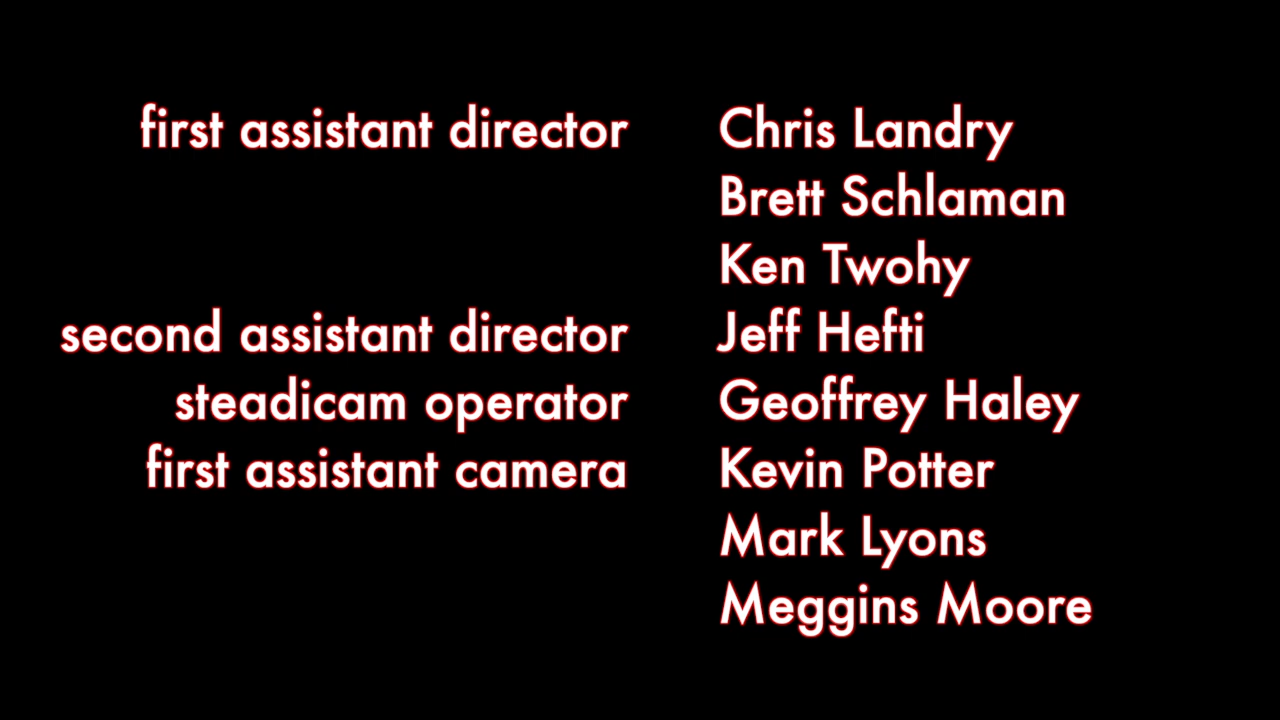 first assistant director Chris Landry
Brett Schlaman
Ken Twohy
second assistant director Jeff Hefti
steadicam operator Geoffrey Haley
first assistant camera Kevin Potter
Mark Lyons
Meggins Moore